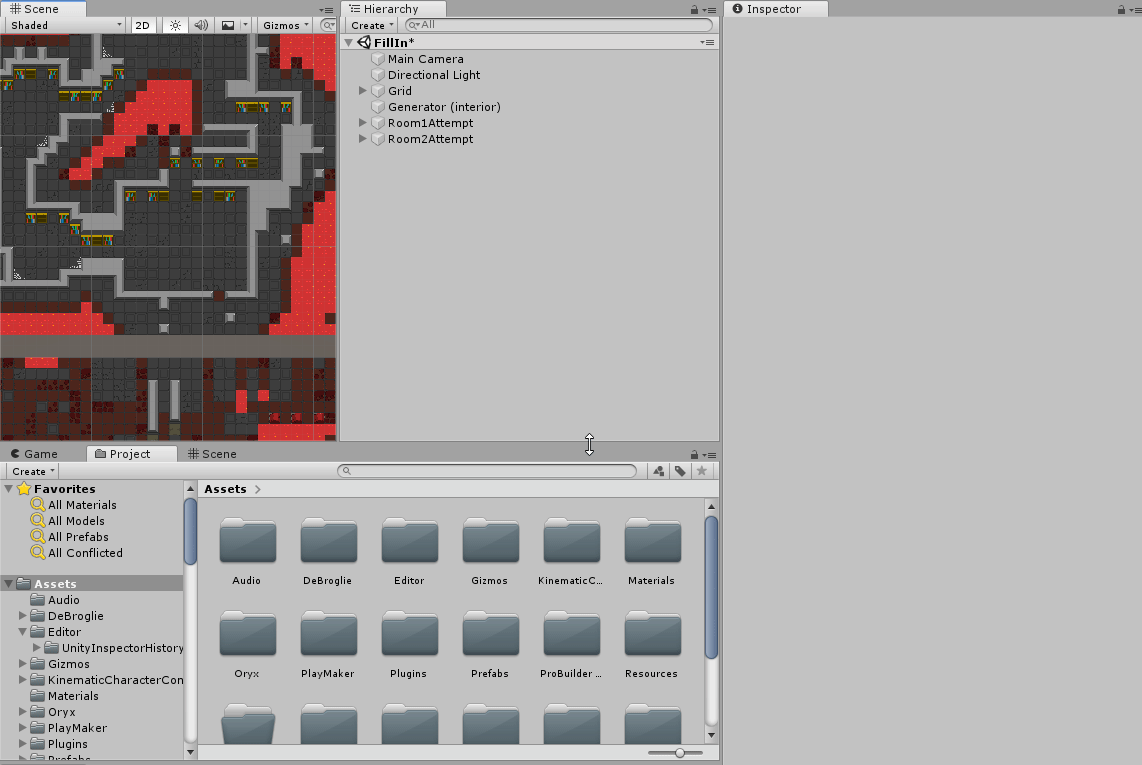 Scene
Shaded
2D
Gizmos
All
Hierarchy
Create
All
FillIn*
Main Camera
Directional Light
Grid
Generator (interior)
Room1Attempt
Room2Attempt
Inspector
Game
Project
Scene
Create
Favorites
All Materials
All Models
All Prefabs
All Conflicted
Assets
Audio
DeBroglie
Editor
UnityInspectorHistory
Gizmos
KinematicCharacterCon
Materials
Oryx
PlayMaker
Plugins
Prefabs
Assets
Audio
DeBroglie
Editor
Gizmos
KinematicC...
Materials
Oryx
PlayMaker
Plugins
Prefabs
ProBuilder ...
Resources